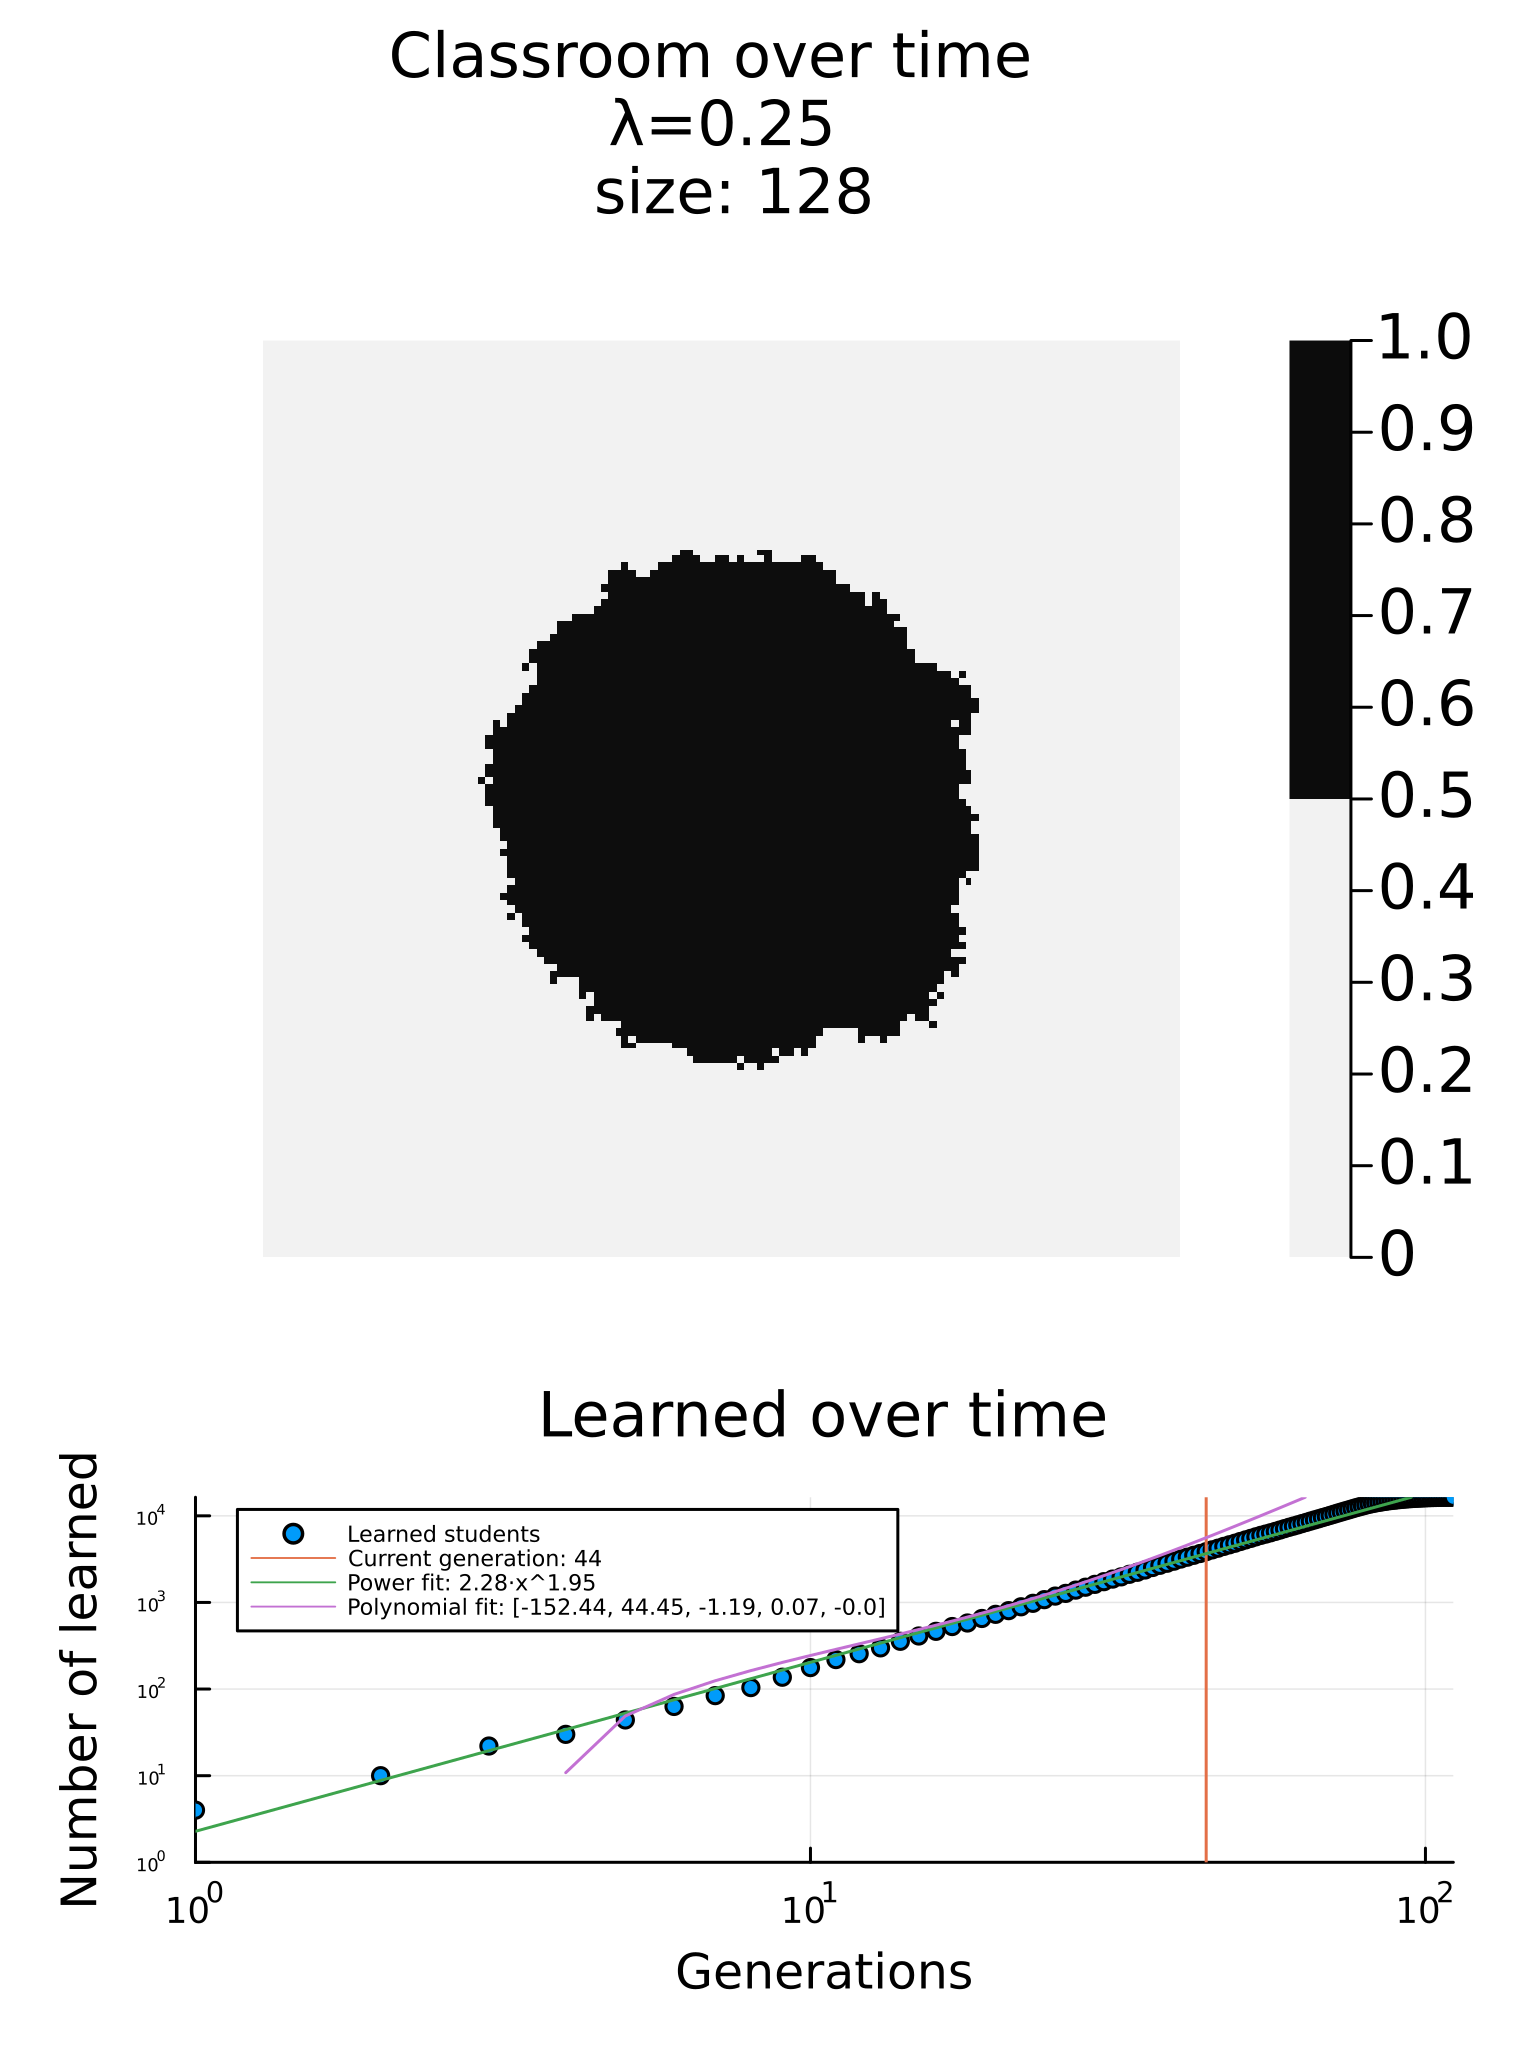 Classroom over time
λ=0.25
size: 128
1.0
0.9
0.8
0.7
0.6
0.5
0.4
0.3
0.2
0.1
0
Learned over time
Number of learned
10^4
10^3
10^2
10^1
10^0
Learned students
Current generation: 44
Power fit: 2.28·x^1.95
Polynomial fit: [-152.44, 44.45, -1.19, 0.07, -0.0]
10^0 10^1 10^2
Generations